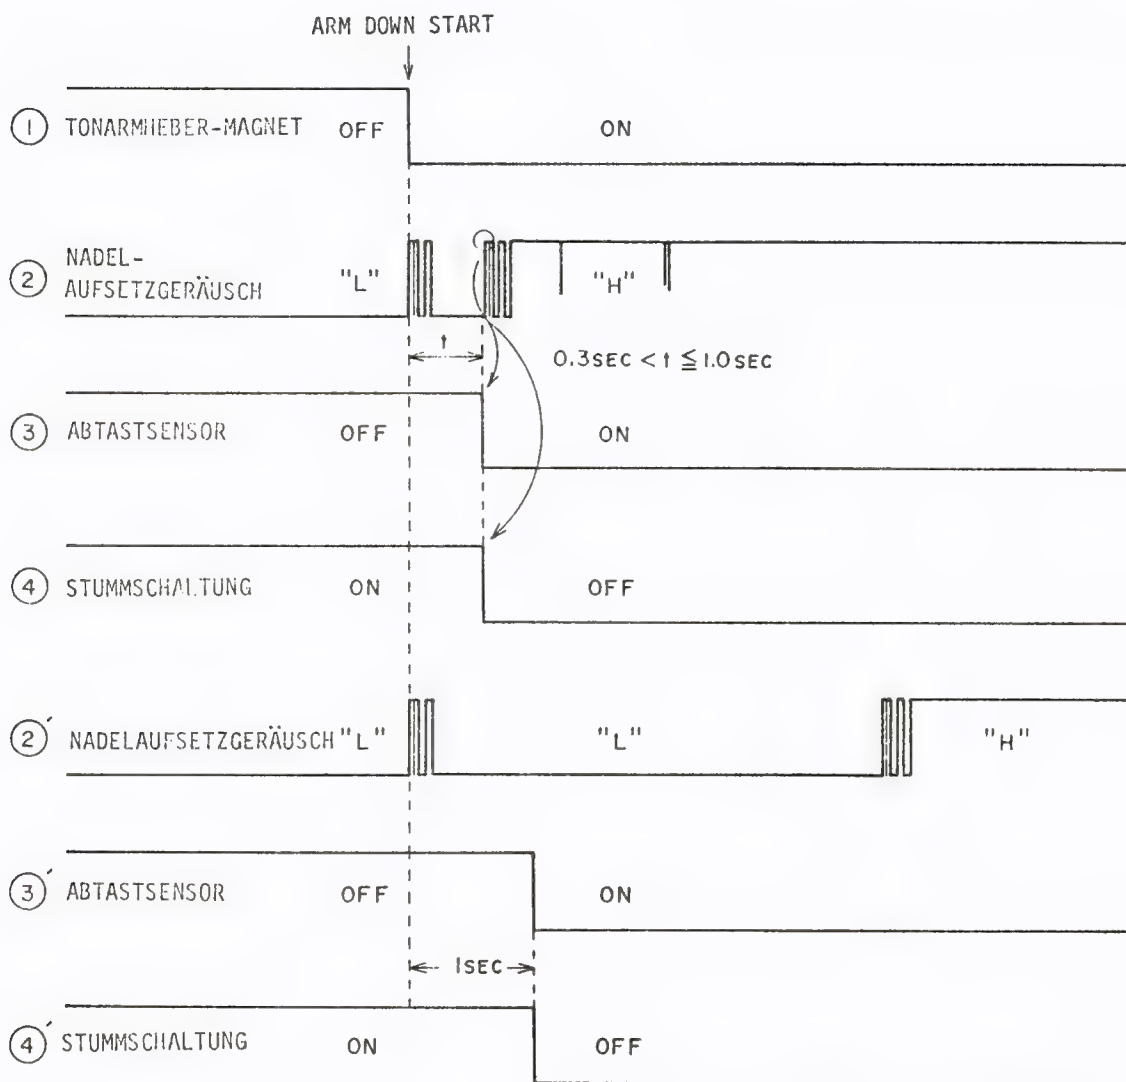 ARM DOWN START
① TONARMHEBER-MAGNET OFF ON
② NADEL-
AUFSETZGERÄUSCH "L" "H"
t
0.3SEC < t ≦ 1.0SEC
③ ABTASTSENSOR OFF ON
④ STUMMSCHALTUNG ON OFF
②′ NADELAUFSETZGERÄUSCH "L" "L" "H"
③′ ABTASTSENSOR OFF ON
1SEC
④′ STUMMSCHALTUNG ON OFF